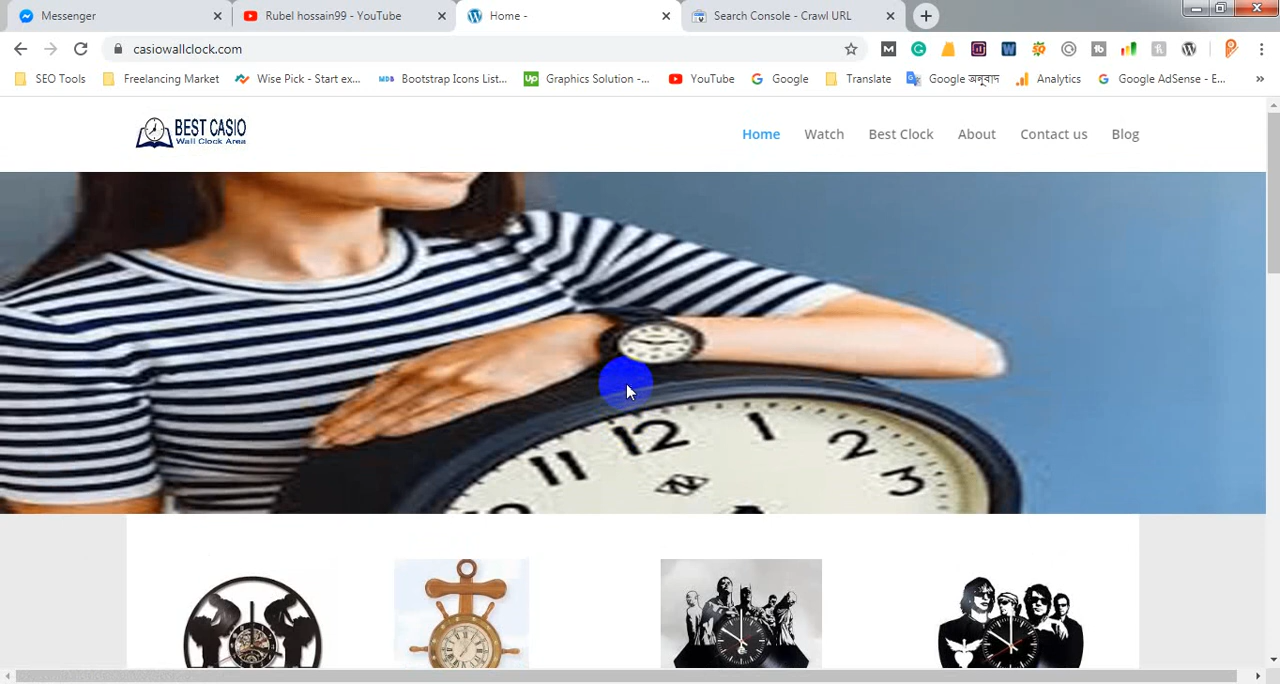 Messenger
Rubel hossain99 - YouTube
Home -
Search Console - Crawl URL
casiowallclock.com
SEO Tools
Freelancing Market
Wise Pick - Start ex...
MDB Bootstrap Icons List...
Up Graphics Solution -...
YouTube
Google
Translate
Google অনুবাদ
Analytics
Google AdSense - E...
BEST CASIO
Wall Clock Area
Home
Watch
Best Clock
About
Contact us
Blog
11 12 1 2 3